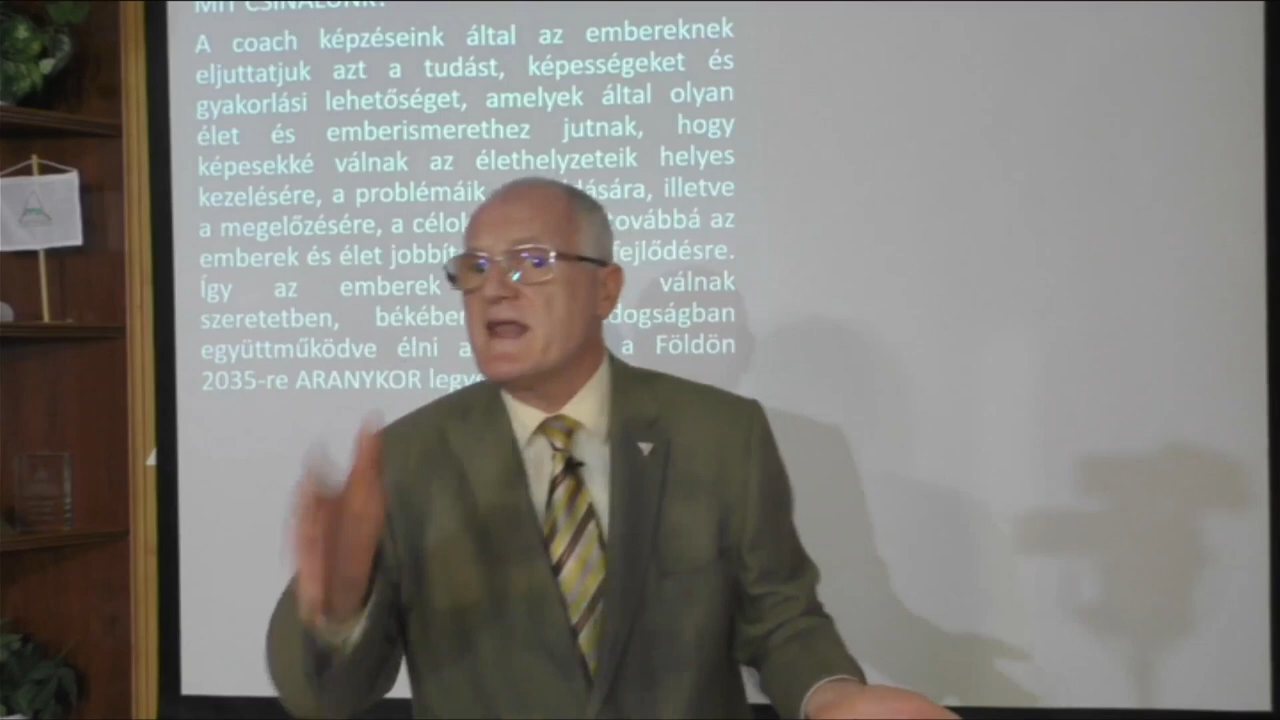 MIT CSINÁLUNK?
A coach képzéseink által az embereknek
eljuttatjuk azt a tudást, képességeket és
gyakorlási lehetőséget, amelyek által olyan
élet és emberismerethez jutnak, hogy
képesekké válnak az élethelyzeteik helyes
kezelésére, a problémáik illetve
a megelőzésére, a továbbá az
emberek és élet fejlődésre.
Így az emberek válnak
szeretetben,
együttműködve élni a Földön
2035-re ARANYKOR